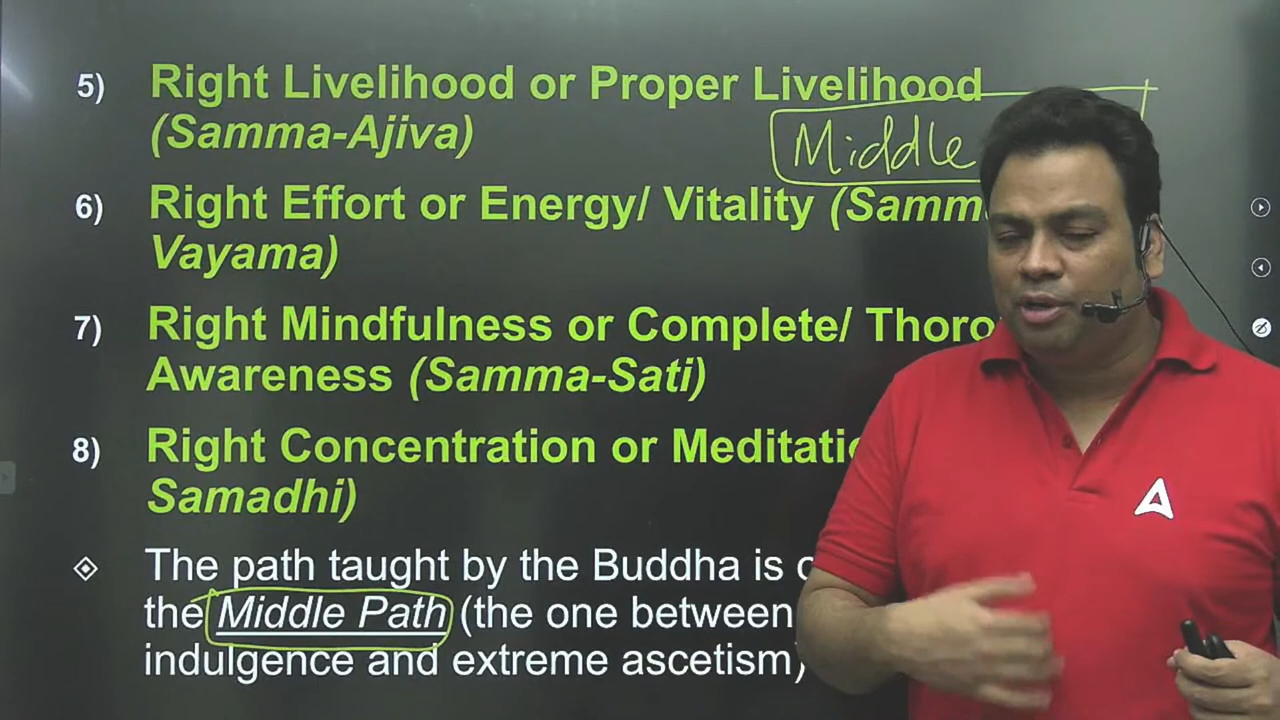 5) Right Livelihood or Proper Livelihood
(Samma-Ajiva)
Middle
6) Right Effort or Energy/ Vitality (Samm
Vayama)
7) Right Mindfulness or Complete/ Thoro
Awareness (Samma-Sati)
8) Right Concentration or Meditati
Samadhi)
The path taught by the Buddha is
the Middle Path (the one between
indulgence and extreme ascetism)